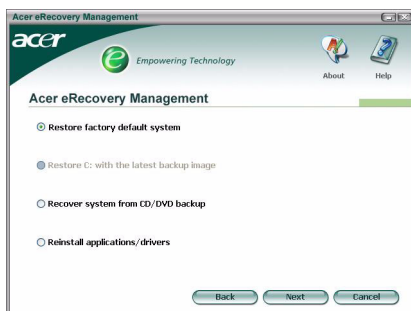 Acer eRecovery Management
acer
e
Empowering Technology
About
Help
Acer eRecovery Management
Restore factory default system
Restore C: with the latest backup image
Recover system from CD/DVD backup
Reinstall applications/drivers
Back
Next
Cancel